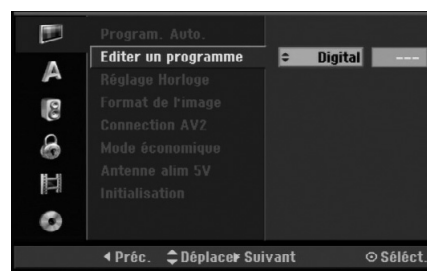 Program. Auto.
Editer un programme
Digital ---
Réglage Horloge
Format de l'image
Connection AV2
Mode économique
Antenne alim 5V
Initialisation
Préc. Déplacer Suivant Séléct.